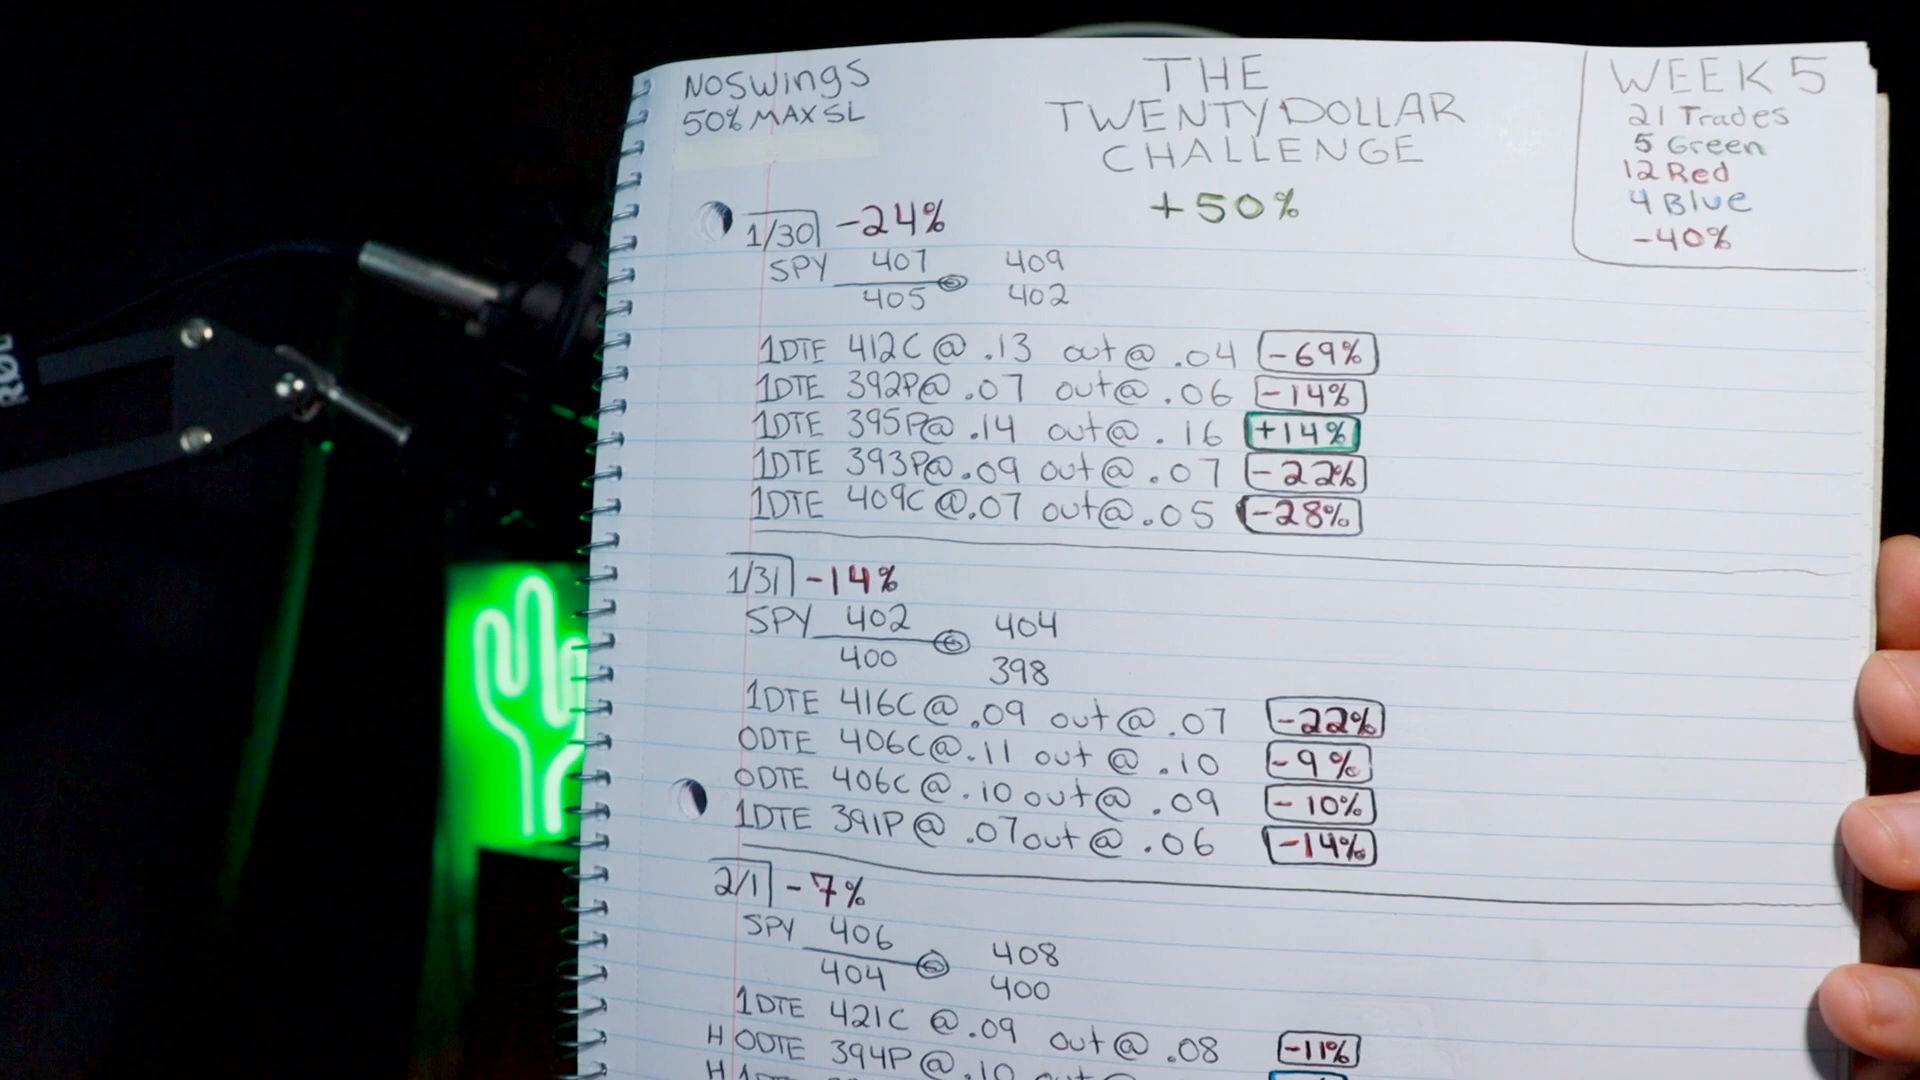 NOSWINGS
50% MAX SL
THE
TWENTY DOLLAR
CHALLENGE
+50%
WEEK 5
21 Trades
5 Green
12 Red
4 Blue
-40%
1/30 -24%
SPY 407 409
405 402
1DTE 412C @ .13 out @ .04 -69%
1DTE 392P @ .07 out @ .06 -14%
1DTE 395P @ .14 out @ .16 +14%
1DTE 393P @ .09 out @ .07 -22%
1DTE 409C @ .07 out @ .05 -28%
1/31 -14%
SPY 402 404
400 398
1DTE 416C @ .09 out @ .07 -22%
0DTE 406C @ .11 out @ .10 -9%
0DTE 406C @ .10 out @ .09 -10%
1DTE 391P @ .07 out @ .06 -14%
2/1 -7%
SPY 406 408
404 400
1DTE 421C @ .09 out @ .08 -11%
H 0DTE 394P @ .10 out @